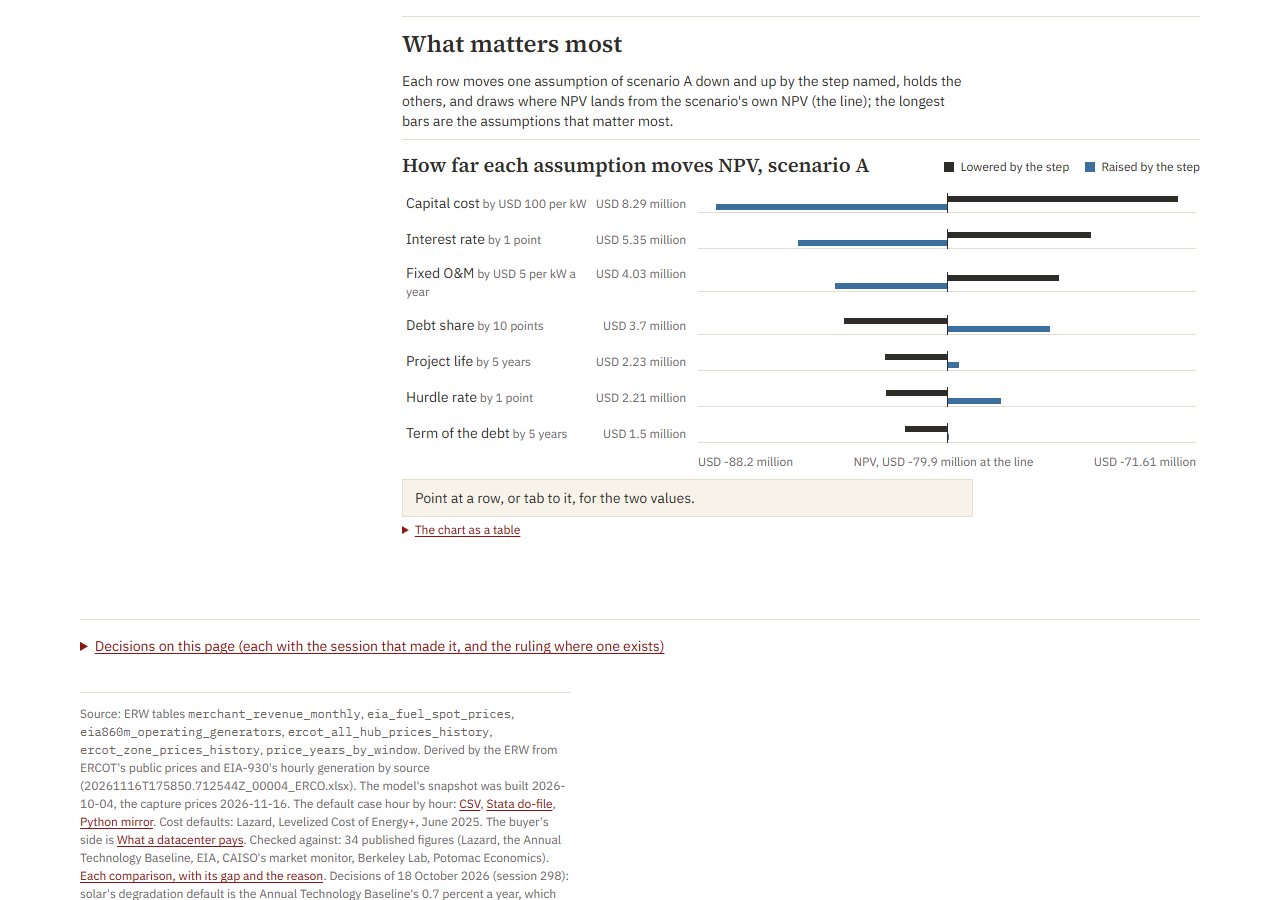 What matters most
Each row moves one assumption of scenario A down and up by the step named, holds the
others, and draws where NPV lands from the scenario's own NPV (the line); the longest
bars are the assumptions that matter most.
How far each assumption moves NPV, scenario A
Lowered by the step Raised by the step
Capital cost by USD 100 per kW USD 8.29 million
Interest rate by 1 point USD 5.35 million
Fixed O&M by USD 5 per kW a USD 4.03 million
year
Debt share by 10 points USD 3.7 million
Project life by 5 years USD 2.23 million
Hurdle rate by 1 point USD 2.21 million
Term of the debt by 5 years USD 1.5 million
USD -88.2 million NPV, USD -79.9 million at the line USD -71.61 million
Point at a row, or tab to it, for the two values.
The chart as a table
Decisions on this page (each with the session that made it, and the ruling where one exists)
Source: ERW tables merchant_revenue_monthly, eia_fuel_spot_prices,
eia860m_operating_generators, ercot_all_hub_prices_history,
ercot_zone_prices_history, price_years_by_window. Derived by the ERW from
ERCOT's public prices and EIA-930's hourly generation by source
(20261116T175850.712544Z_00004_ERCO.xlsx). The model's snapshot was built 2026-
10-04, the capture prices 2026-11-16. The default case hour by hour: CSV, Stata do-file,
Python mirror. Cost defaults: Lazard, Levelized Cost of Energy+, June 2025. The buyer's
side is What a datacenter pays. Checked against: 34 published figures (Lazard, the Annual
Technology Baseline, EIA, CAISO's market monitor, Berkeley Lab, Potomac Economics).
Each comparison, with its gap and the reason. Decisions of 18 October 2026 (session 298):
solar's degradation default is the Annual Technology Baseline's 0.7 percent a year, which